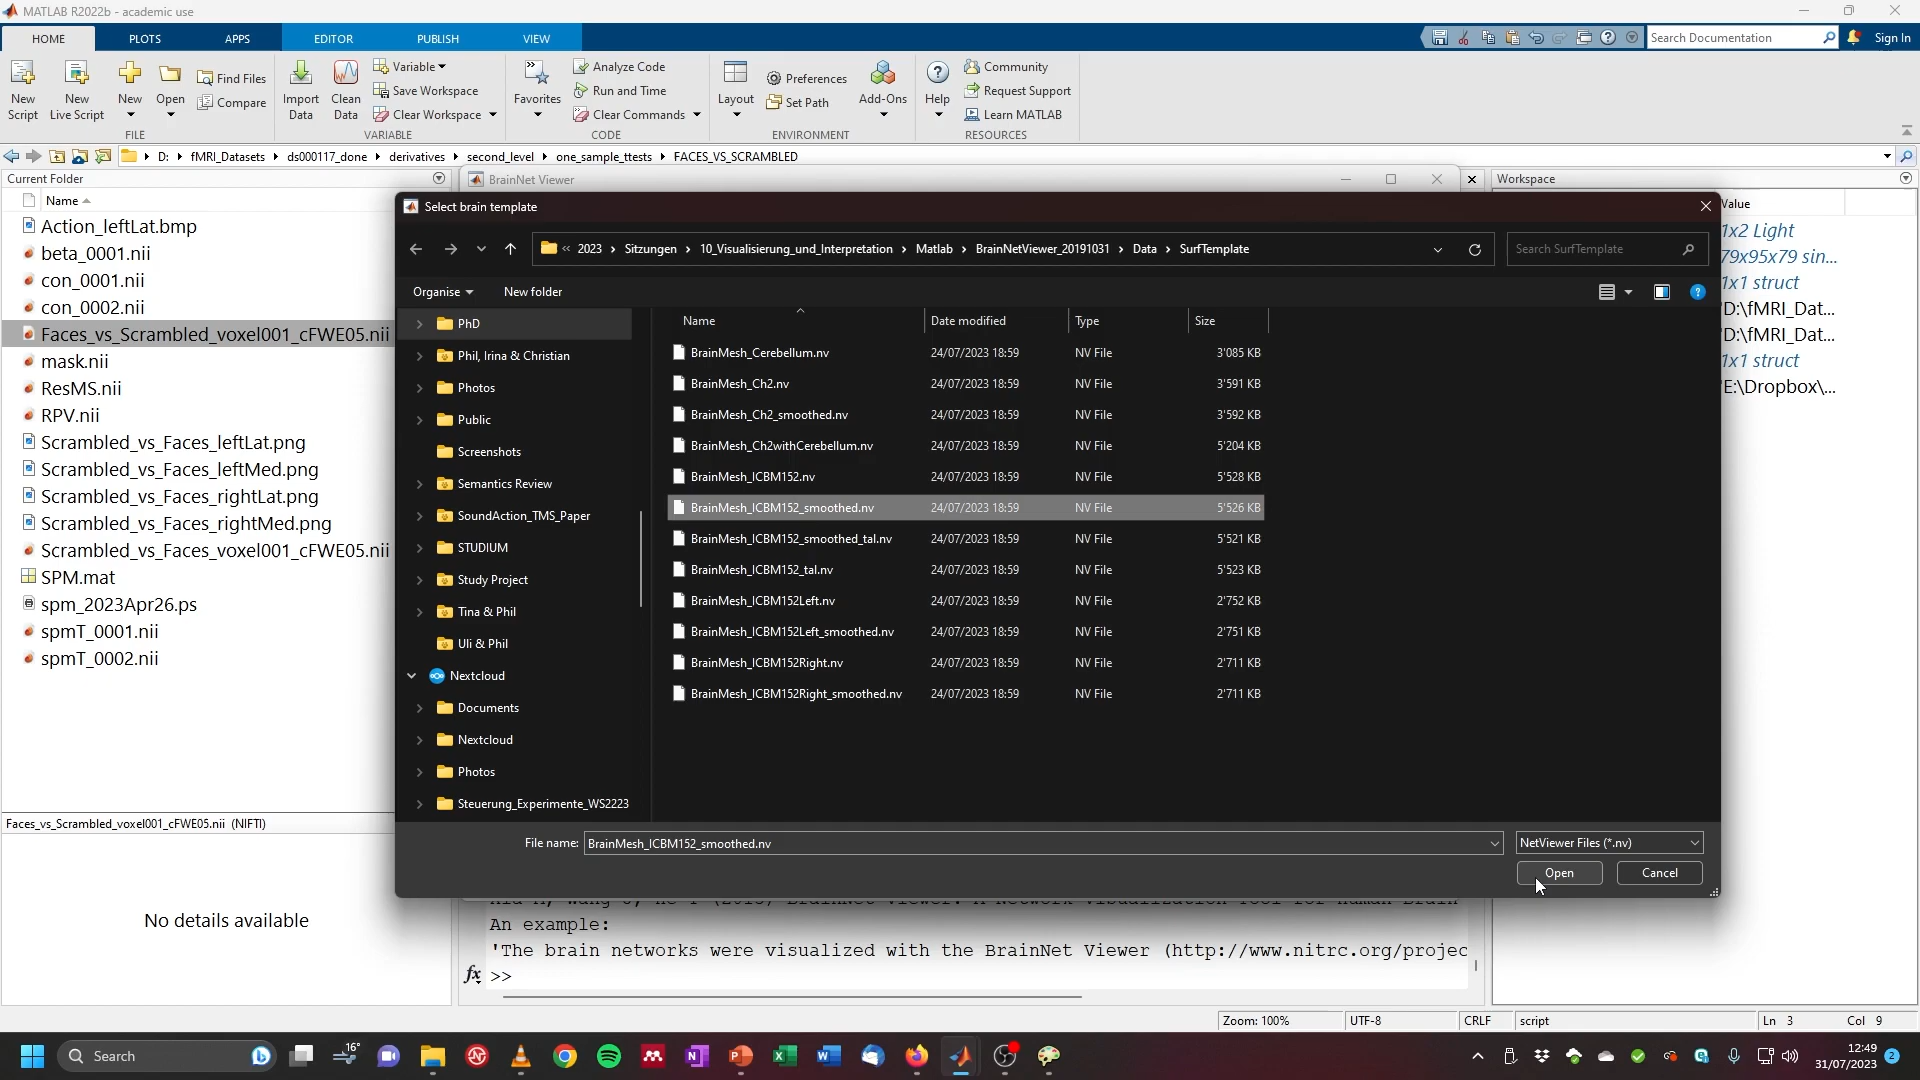 MATLAB R2022b - academic use
HOME PLOTS APPS EDITOR PUBLISH VIEW
Search Documentation
Sign In
New Script
New Live Script
New
Open
Find Files
Compare
FILE
Import Data
Clean Data
Variable
Save Workspace
Clear Workspace
VARIABLE
Favorites
Analyze Code
Run and Time
Clear Commands
CODE
Layout
Preferences
Set Path
Add-Ons
ENVIRONMENT
Help
Community
Request Support
Learn MATLAB
RESOURCES
D: fMRI_Datasets ds000117_done derivatives second_level one_sample_ttests FACES_VS_SCRAMBLED
Current Folder
Name
Action_leftLat.bmp
beta_0001.nii
con_0001.nii
con_0002.nii
Faces_vs_Scrambled_voxel001_cFWE05.nii
mask.nii
ResMS.nii
RPV.nii
Scrambled_vs_Faces_leftLat.png
Scrambled_vs_Faces_leftMed.png
Scrambled_vs_Faces_rightLat.png
Scrambled_vs_Faces_rightMed.png
Scrambled_vs_Faces_voxel001_cFWE05.nii
SPM.mat
spm_2023Apr26.ps
spmT_0001.nii
spmT_0002.nii
Faces_vs_Scrambled_voxel001_cFWE05.nii (NIFTI)
No details available
BrainNet Viewer
Select brain template
« 2023 Sitzungen 10_Visualisierung_und_Interpretation Matlab BrainNetViewer_20191031 Data SurfTemplate
Search SurfTemplate
Organise
New folder
PhD
Phil, Irina & Christian
Photos
Public
Screenshots
Semantics Review
SoundAction_TMS_Paper
STUDIUM
Study Project
Tina & Phil
Uli & Phil
Nextcloud
Documents
Nextcloud
Photos
Steuerung_Experimente_WS2223
Name Date modified Type Size
BrainMesh_Cerebellum.nv 24/07/2023 18:59 NV File 3'085 KB
BrainMesh_Ch2.nv 24/07/2023 18:59 NV File 3'591 KB
BrainMesh_Ch2_smoothed.nv 24/07/2023 18:59 NV File 3'592 KB
BrainMesh_Ch2withCerebellum.nv 24/07/2023 18:59 NV File 5'204 KB
BrainMesh_ICBM152.nv 24/07/2023 18:59 NV File 5'528 KB
BrainMesh_ICBM152_smoothed.nv 24/07/2023 18:59 NV File 5'526 KB
BrainMesh_ICBM152_smoothed_tal.nv 24/07/2023 18:59 NV File 5'521 KB
BrainMesh_ICBM152_tal.nv 24/07/2023 18:59 NV File 5'523 KB
BrainMesh_ICBM152Left.nv 24/07/2023 18:59 NV File 2'752 KB
BrainMesh_ICBM152Left_smoothed.nv 24/07/2023 18:59 NV File 2'751 KB
BrainMesh_ICBM152Right.nv 24/07/2023 18:59 NV File 2'711 KB
BrainMesh_ICBM152Right_smoothed.nv 24/07/2023 18:59 NV File 2'711 KB
File name: BrainMesh_ICBM152_smoothed.nv
NetViewer Files (*.nv)
Open
Cancel
Workspace
Value
1x2 Light
79x95x79 sin...
1x1 struct
'D:\fMRI_Dat...
'D:\fMRI_Dat...
1x1 struct
'E:\Dropbox\...
An example:
'The brain networks were visualized with the BrainNet Viewer (http://www.nitrc.org/projec
fx >>
Zoom: 100% UTF-8 CRLF script Ln 3 Col 9
Search
16°
12:49
31/07/2023
2